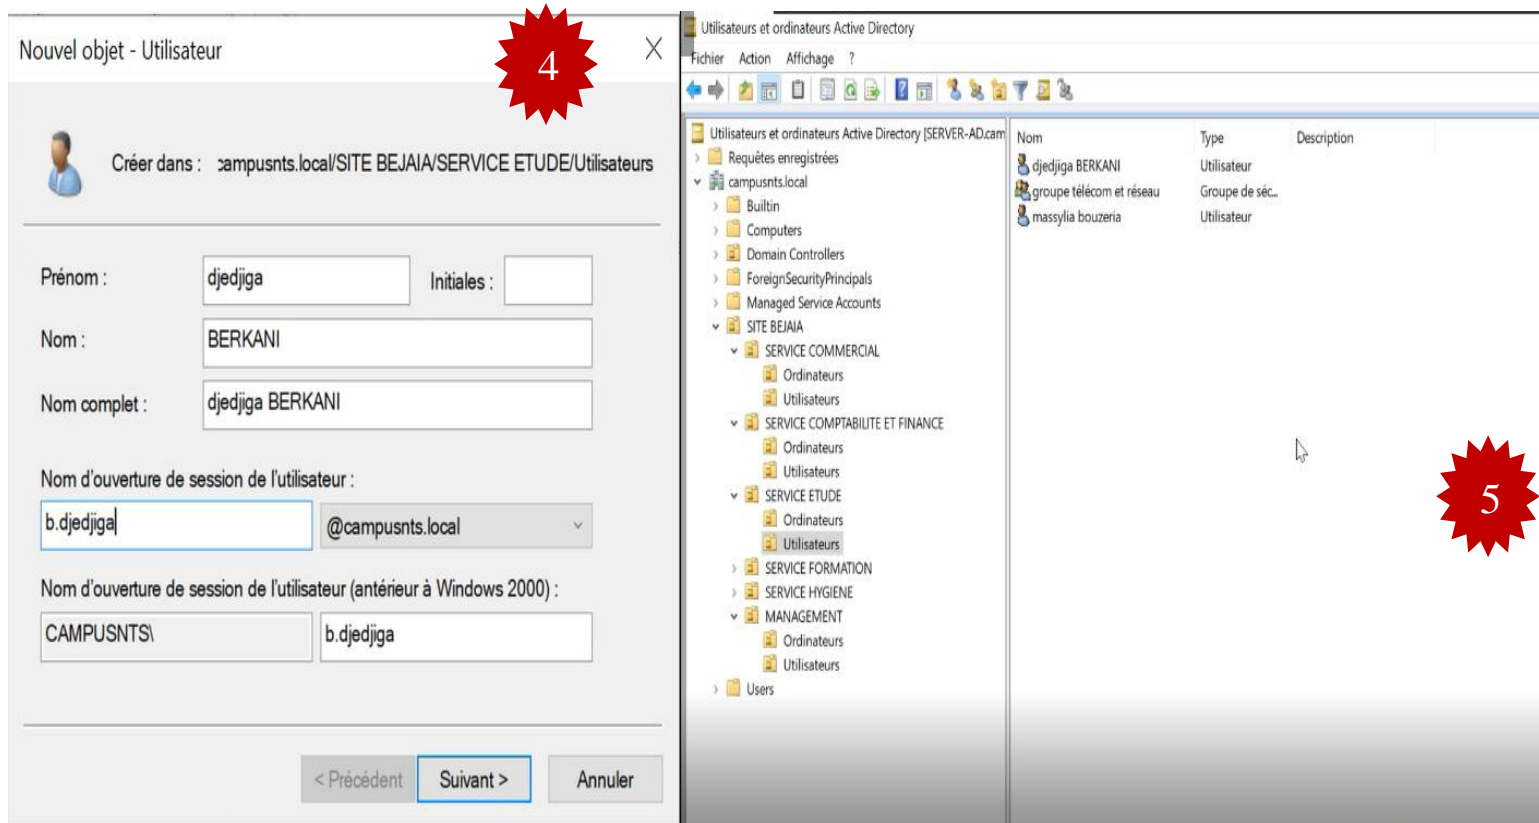 Nouvel objet - Utilisateur
4
Créer dans : campusnts.local/SITE BEJAIA/SERVICE ETUDE/Utilisateurs
Prénom : djedjiga Initiales :
Nom : BERKANI
Nom complet : djedjiga BERKANI
Nom d'ouverture de session de l'utilisateur :
b.djedjiga @campusnts.local
Nom d'ouverture de session de l'utilisateur (antérieur à Windows 2000) :
CAMPUSNTS\ b.djedjiga
< Précédent Suivant > Annuler
Utilisateurs et ordinateurs Active Directory
Fichier Action Affichage ?
Utilisateurs et ordinateurs Active Directory [SERVER-AD.cam
Requêtes enregistrées
campusnts.local
Builtin
Computers
Domain Controllers
ForeignSecurityPrincipals
Managed Service Accounts
SITE BEJAIA
SERVICE COMMERCIAL
Ordinateurs
Utilisateurs
SERVICE COMPTABILITE ET FINANCE
Ordinateurs
Utilisateurs
SERVICE ETUDE
Ordinateurs
Utilisateurs
SERVICE FORMATION
SERVICE HYGIENE
MANAGEMENT
Ordinateurs
Utilisateurs
Users
Nom Type Description
djedjiga BERKANI Utilisateur
groupe télécom et réseau Groupe de séc...
massylia bouzeria Utilisateur
5